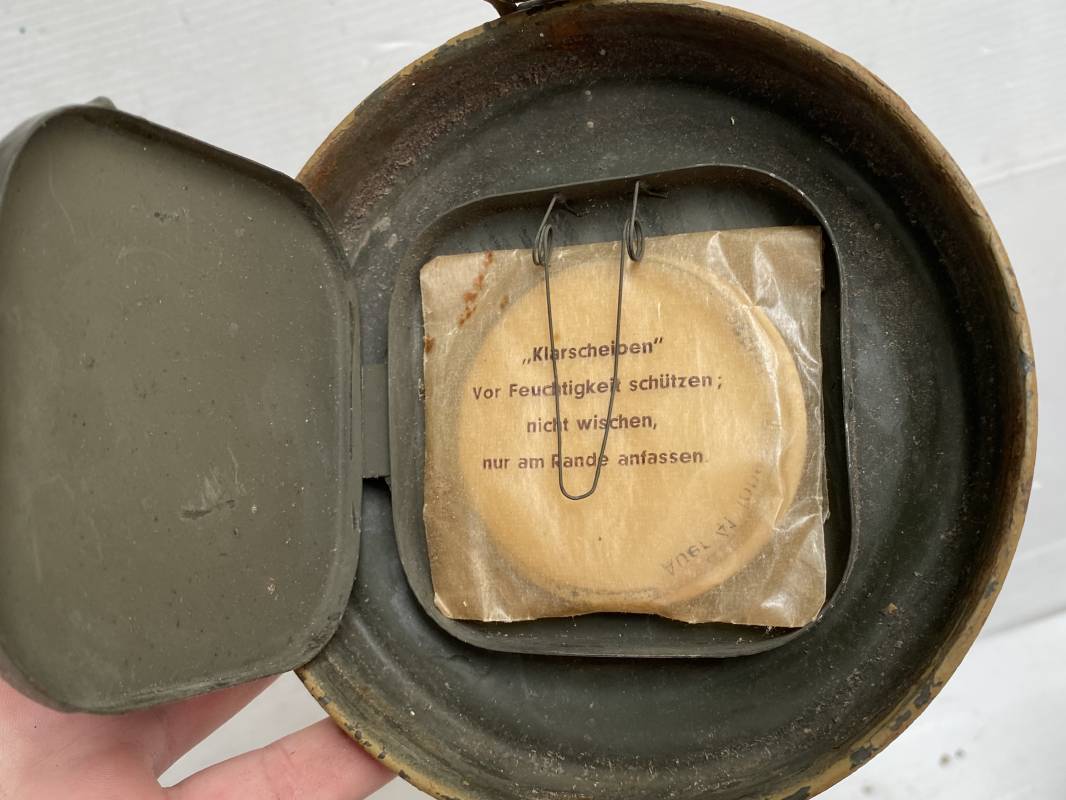 „Klarscheiben“
Vor Feuchtigkeit schützen;
nicht wischen,
nur am Rande anfassen.